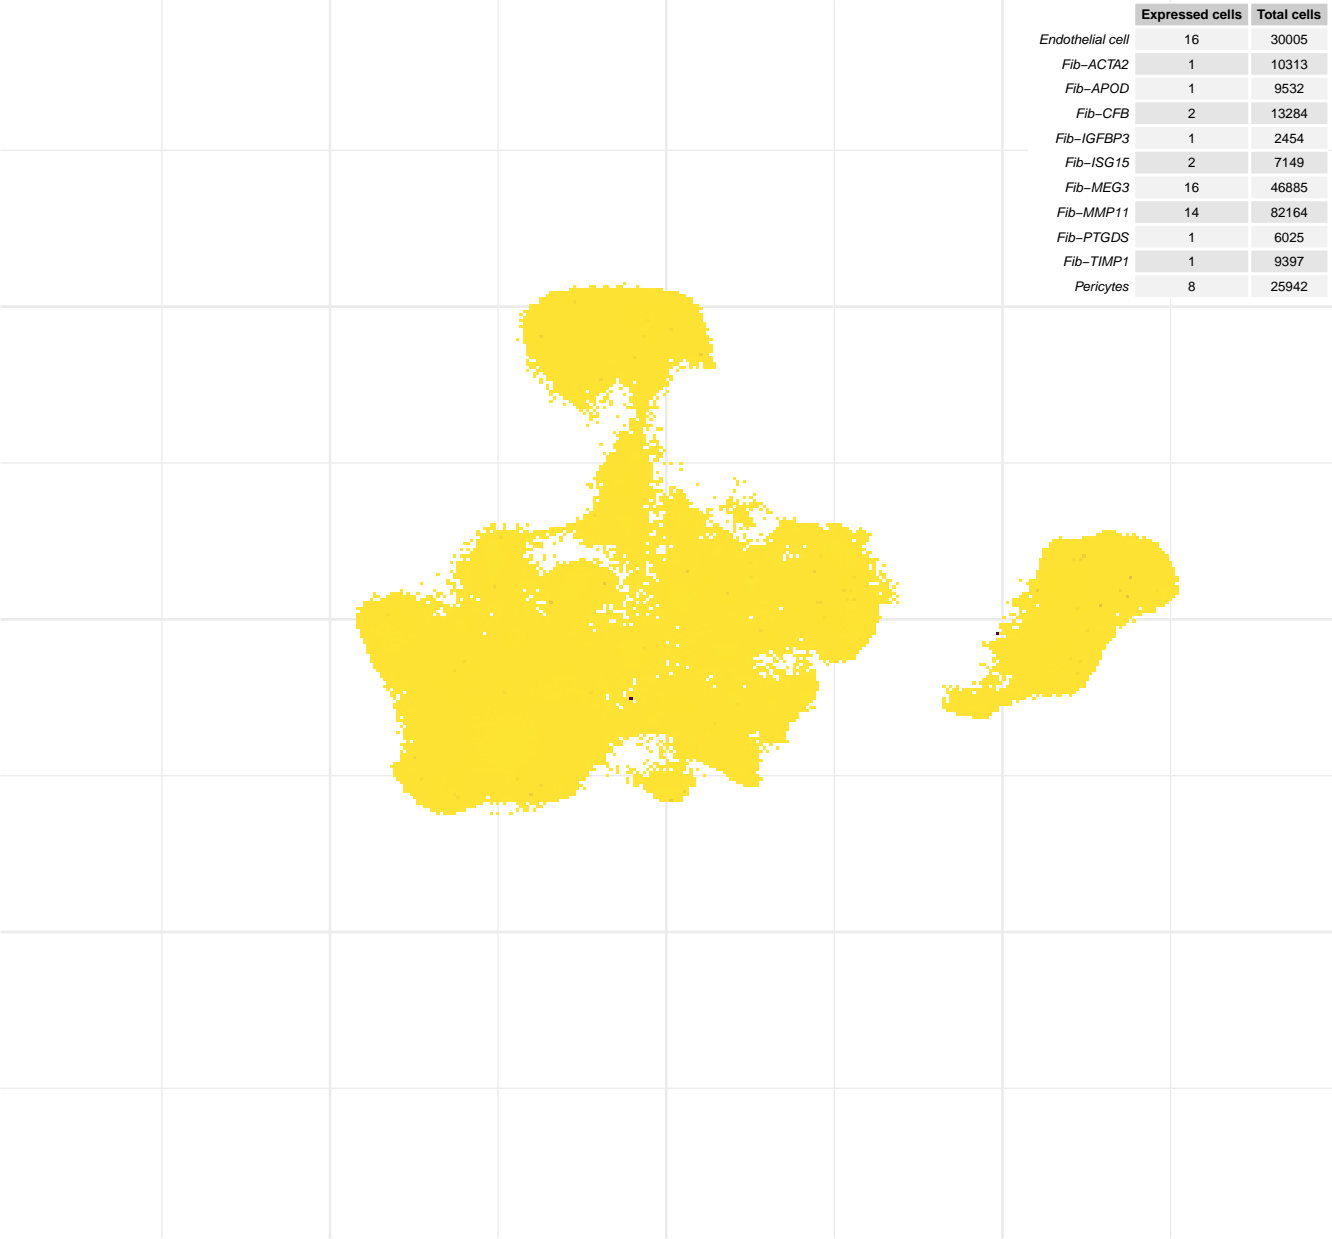 Expressed cells Total cells
Endothelial cell 16 30005
Fib−ACTA2 1 10313
Fib−APOD 1 9532
Fib−CFB 2 13284
Fib−IGFBP3 1 2454
Fib−ISG15 2 7149
Fib−MEG3 16 46885
Fib−MMP11 14 82164
Fib−PTGDS 1 6025
Fib−TIMP1 1 9397
Pericytes 8 25942